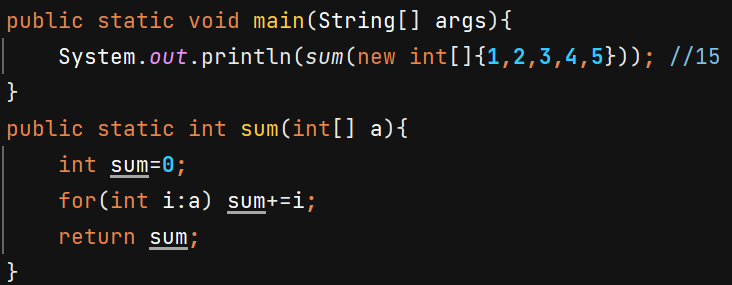 public static void main(String[] args){
    System.out.println(sum(new int[]{1,2,3,4,5})); //15
}
public static int sum(int[] a){
    int sum=0;
    for(int i:a) sum+=i;
    return sum;
}